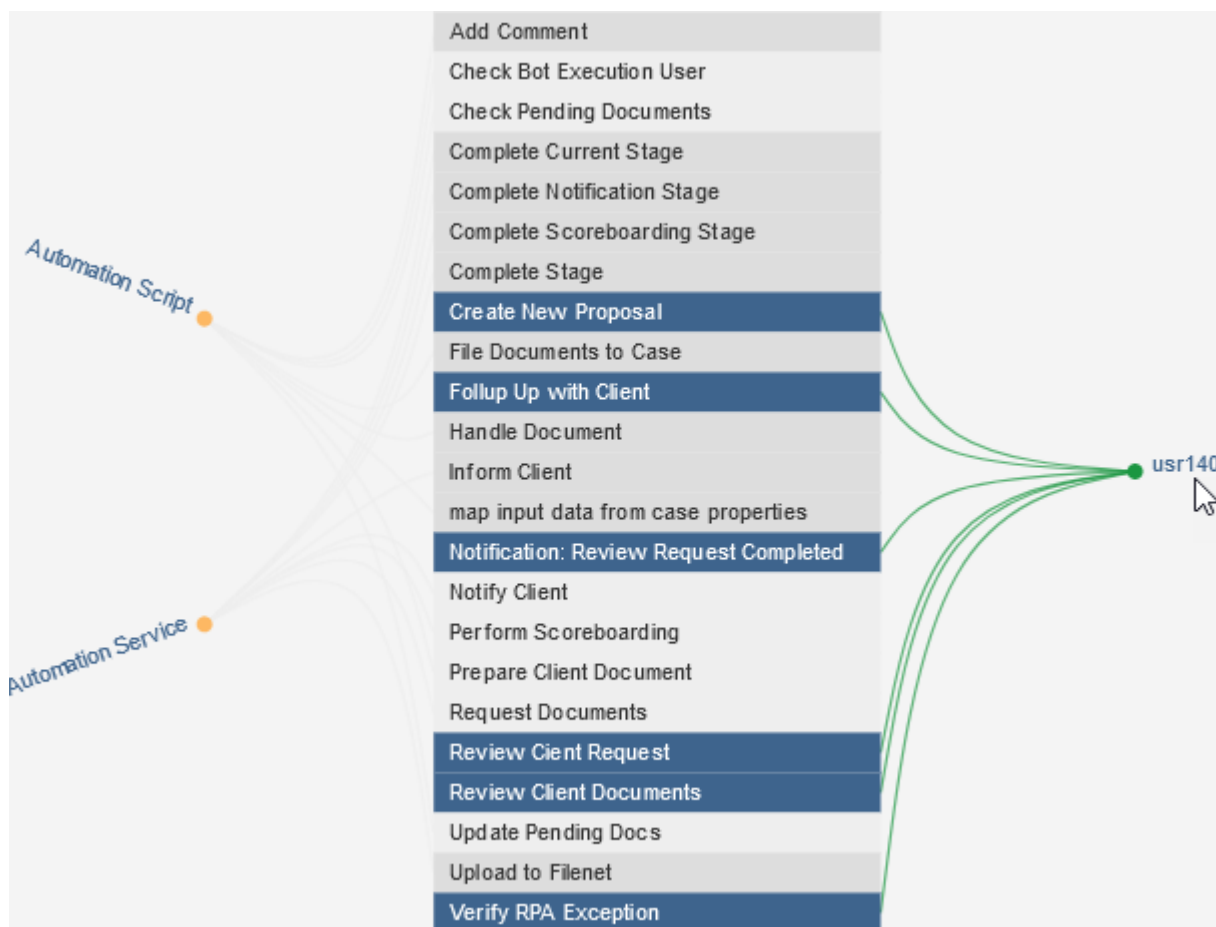 Add Comment
Check Bot Execution User
Check Pending Documents
Complete Current Stage
Complete Notification Stage
Complete Scoreboarding Stage
Complete Stage
Create New Proposal
File Documents to Case
Follup Up with Client
Handle Document
Inform Client
map input data from case properties
Notification: Review Request Completed
Notify Client
Perform Scoreboarding
Prepare Client Document
Request Documents
Review Cient Request
Review Client Documents
Update Pending Docs
Upload to Filenet
Verify RPA Exception
Automation Script
Automation Service
usr140